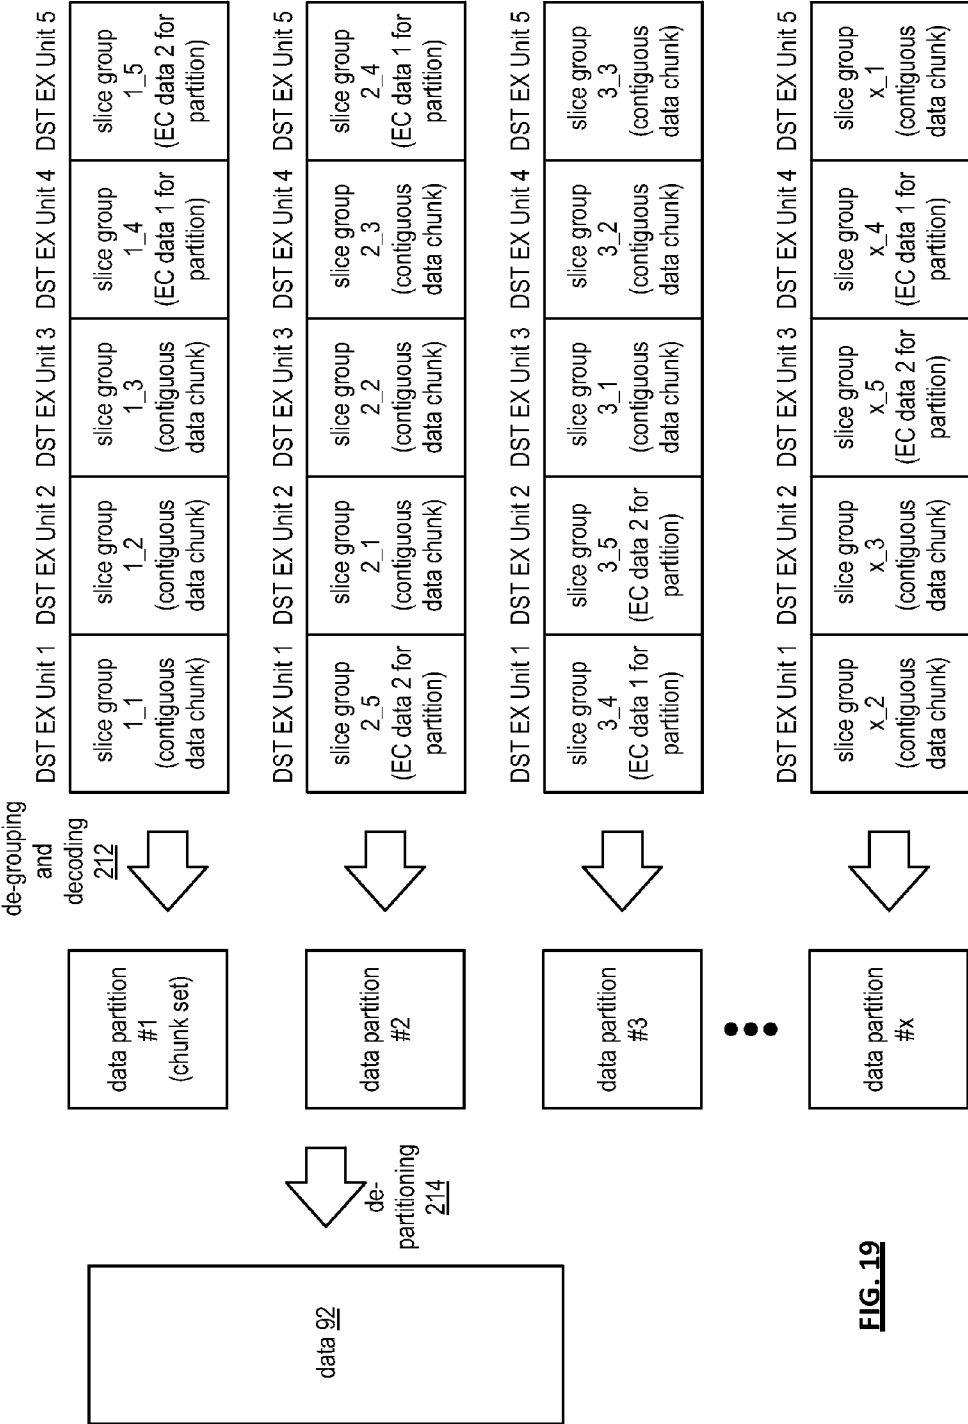 data 92
de-
partitioning
214
data partition
#1
(chunk set)
data partition
#2
data partition
#3
data partition
#x
de-grouping
and
decoding
212
DST EX Unit 1
DST EX Unit 2
DST EX Unit 3
DST EX Unit 4
DST EX Unit 5
slice group
1_1
(contiguous
data chunk)
slice group
1_2
(contiguous
data chunk)
slice group
1_3
(contiguous
data chunk)
slice group
1_4
(EC data 1 for
partition)
slice group
1_5
(EC data 2 for
partition)
DST EX Unit 1
DST EX Unit 2
DST EX Unit 3
DST EX Unit 4
DST EX Unit 5
slice group
2_5
(EC data 2 for
partition)
slice group
2_1
(contiguous
data chunk)
slice group
2_2
(contiguous
data chunk)
slice group
2_3
(contiguous
data chunk)
slice group
2_4
(EC data 1 for
partition)
DST EX Unit 1
DST EX Unit 2
DST EX Unit 3
DST EX Unit 4
DST EX Unit 5
slice group
3_4
(EC data 1 for
partition)
slice group
3_5
(EC data 2 for
partition)
slice group
3_1
(contiguous
data chunk)
slice group
3_2
(contiguous
data chunk)
slice group
3_3
(contiguous
data chunk)
DST EX Unit 1
DST EX Unit 2
DST EX Unit 3
DST EX Unit 4
DST EX Unit 5
slice group
x_2
(contiguous
data chunk)
slice group
x_3
(contiguous
data chunk)
slice group
x_5
(EC data 2 for
partition)
slice group
x_4
(EC data 1 for
partition)
slice group
x_1
(contiguous
data chunk)
FIG. 19